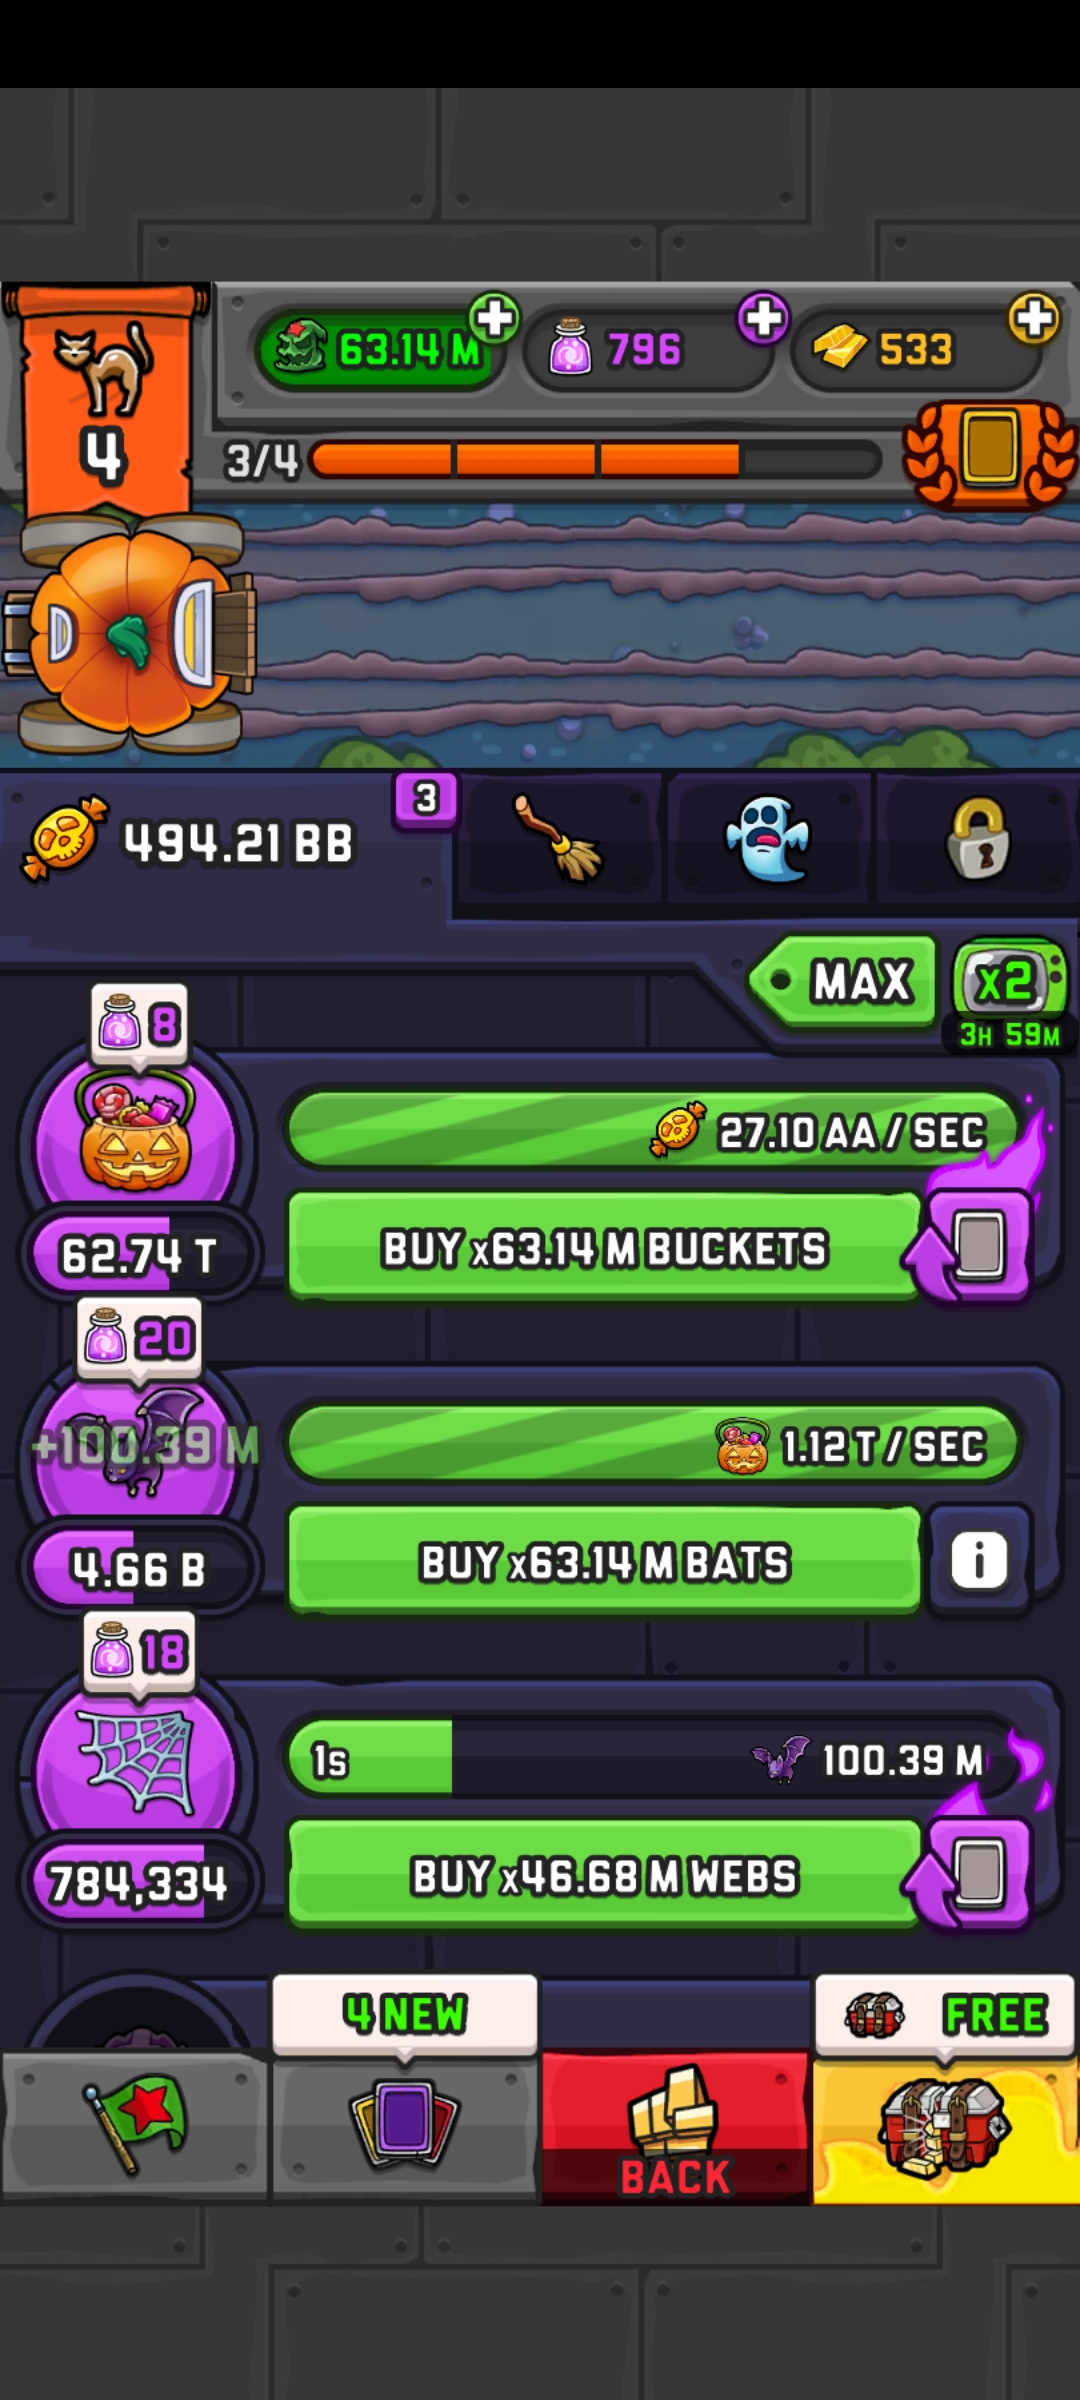 63.14 M
796
533
4
3/4
494.21 BB
3
MAX
x2
3H 59M
8
27.10 AA / SEC
BUY x63.14 M BUCKETS
62.74 T
20
+100.39 M
1.12 T / SEC
BUY x63.14 M BATS
i
4.66 B
18
1s
100.39 M
BUY x46.68 M WEBS
784,334
4 NEW
FREE
BACK